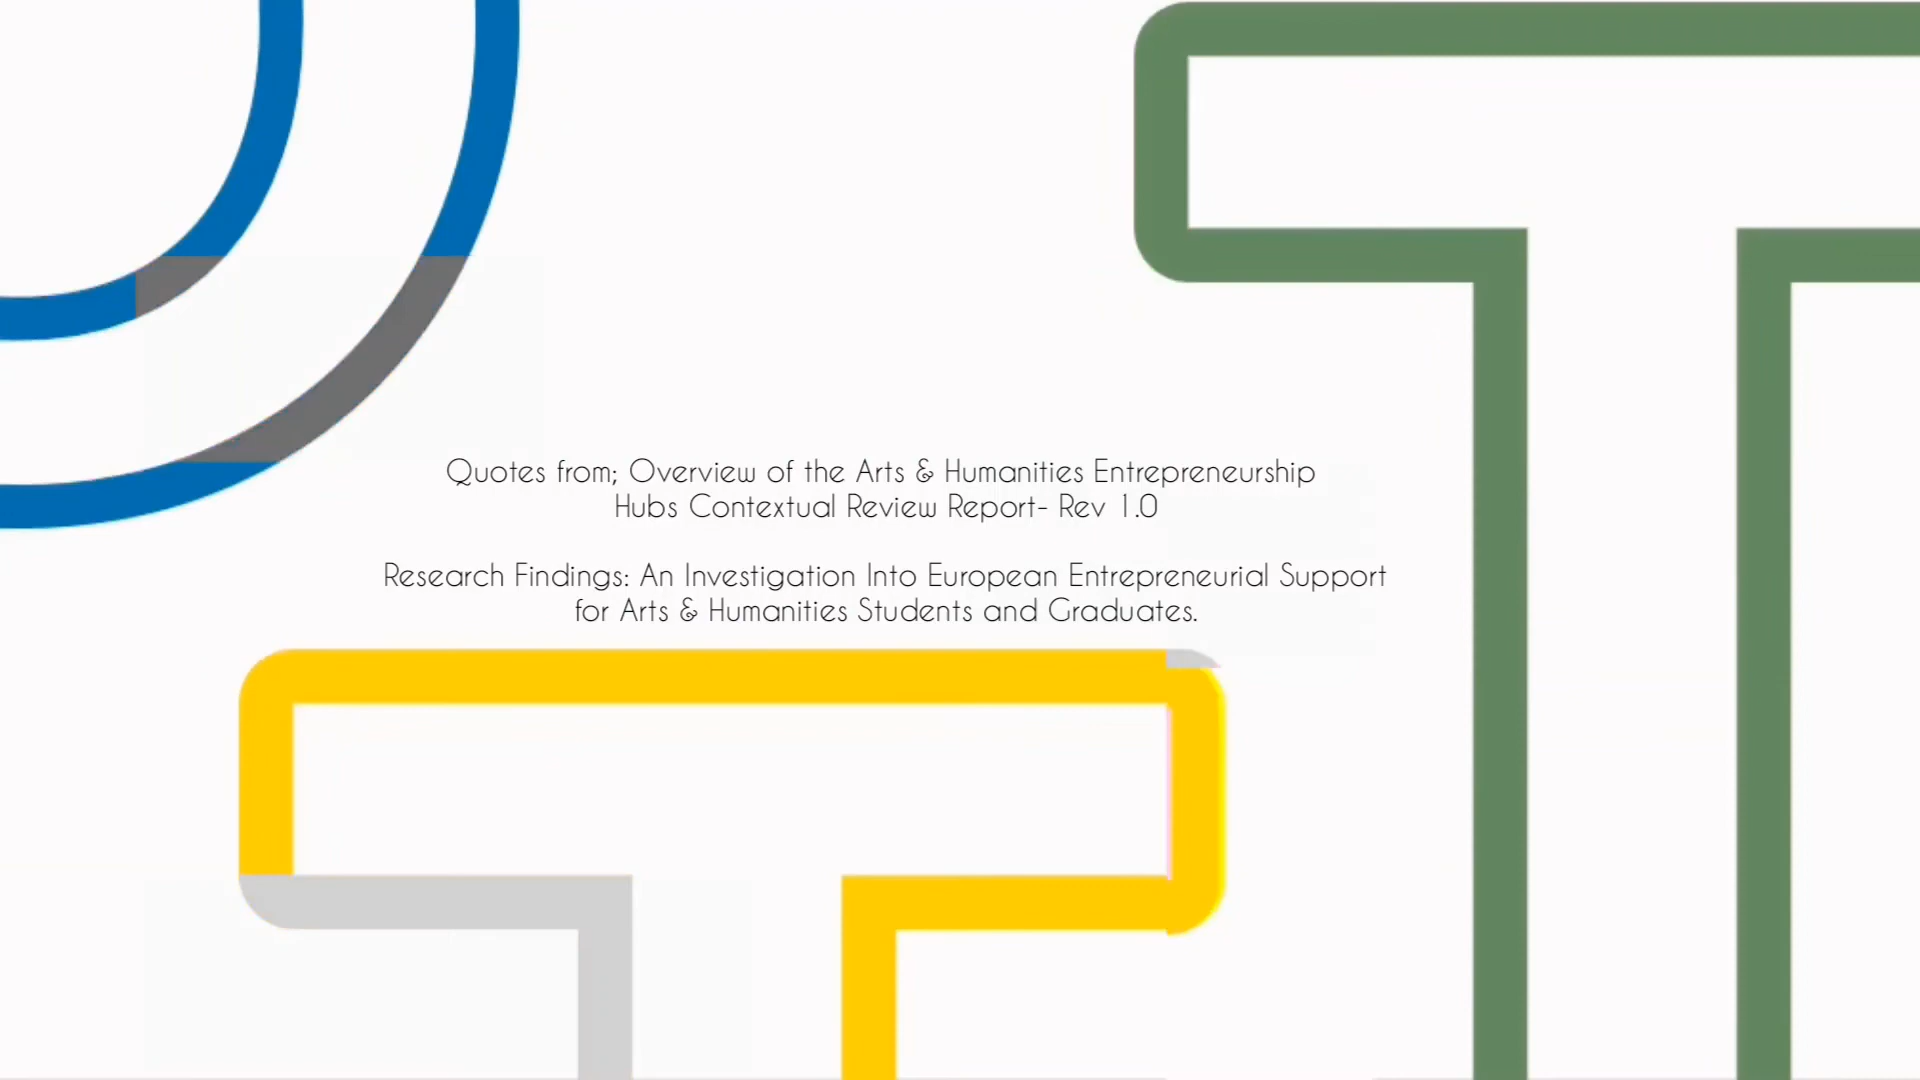 Quotes from; Overview of the Arts & Humanities Entrepreneurship
Hubs Contextual Review Report- Rev 1.0
Research Findings: An Investigation Into European Entrepreneurial Support
for Arts & Humanities Students and Graduates.